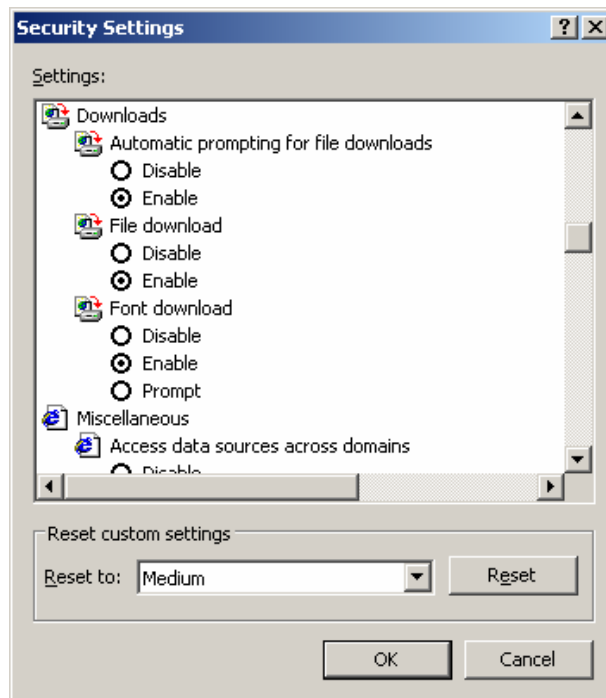 Security Settings
Settings:
Downloads
Automatic prompting for file downloads
Disable
Enable
File download
Disable
Enable
Font download
Disable
Enable
Prompt
Miscellaneous
Access data sources across domains
Disable
Reset custom settings
Reset to: Medium Reset
OK Cancel